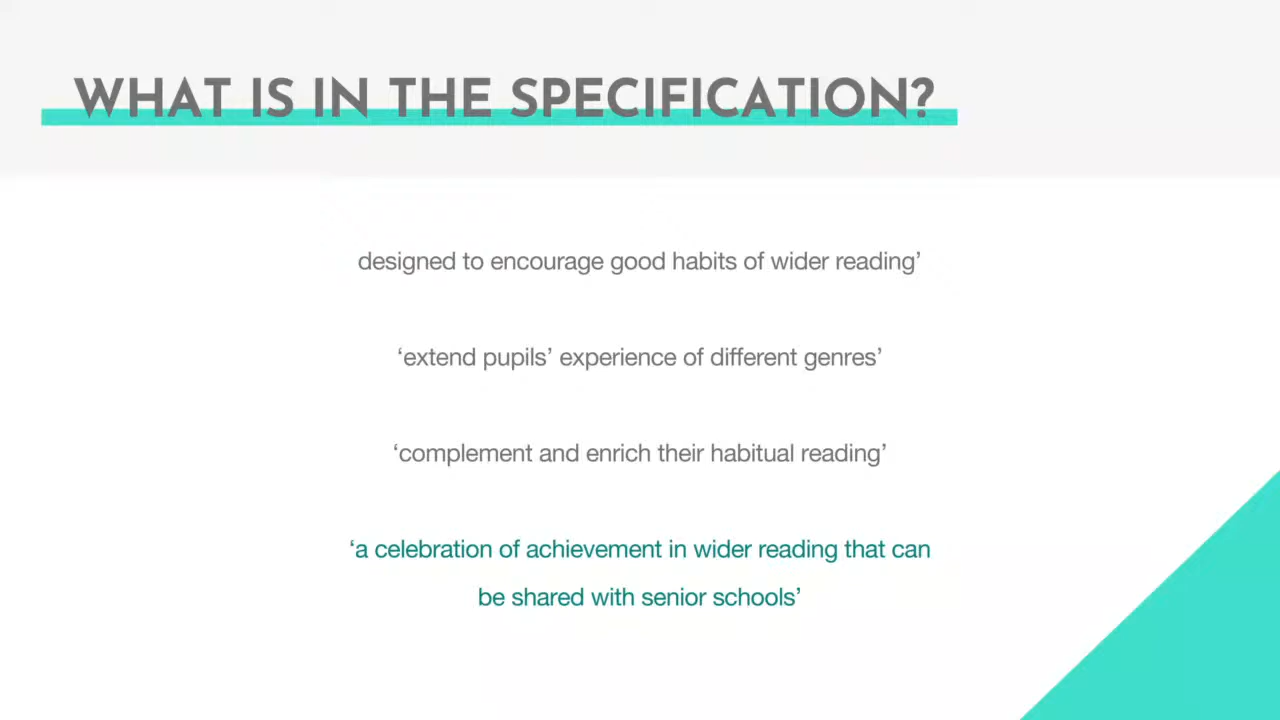 WHAT IS IN THE SPECIFICATION?
designed to encourage good habits of wider reading’
‘extend pupils’ experience of different genres’
‘complement and enrich their habitual reading’
‘a celebration of achievement in wider reading that can
be shared with senior schools’